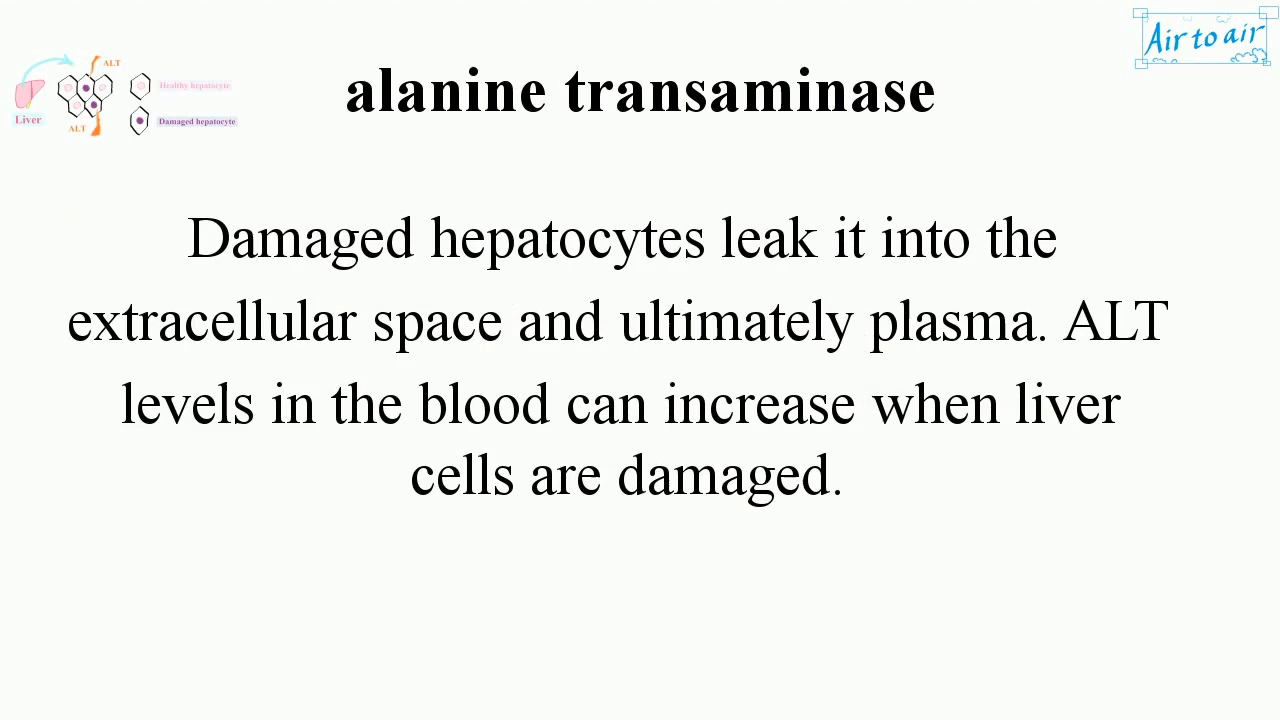 Air to air
ALT
alanine transaminase
Healthy hepatocyte
Liver
Damaged hepatocyte
ALT
Damaged hepatocytes leak it into the
extracellular space and ultimately plasma. ALT
levels in the blood can increase when liver
cells are damaged.